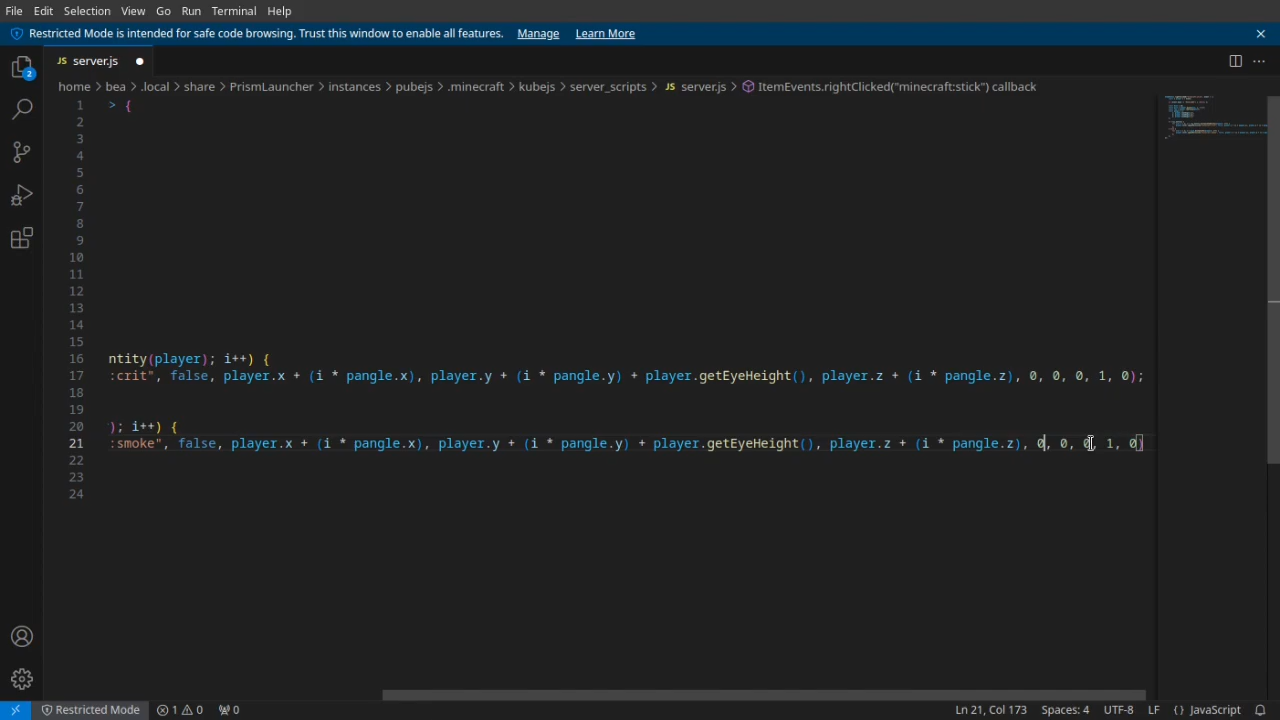 File Edit Selection View Go Run Terminal Help
Restricted Mode is intended for safe code browsing. Trust this window to enable all features. Manage Learn More
JS server.js
home > bea > .local > share > PrismLauncher > instances > pubejs > .minecraft > kubejs > server_scripts > JS server.js > ItemEvents.rightClicked("minecraft:stick") callback
2
1 > {
2
3
4
5
6
7
8
9
10
11
12
13
14
15
16 ntity(player); i++) {
17 :crit", false, player.x + (i * pangle.x), player.y + (i * pangle.y) + player.getEyeHeight(), player.z + (i * pangle.z), 0, 0, 0, 1, 0);
18
19
20 ); i++) {
21 :smoke", false, player.x + (i * pangle.x), player.y + (i * pangle.y) + player.getEyeHeight(), player.z + (i * pangle.z), 0, 0, 0, 1, 0)
22
23
24
Restricted Mode 1 0 0 Ln 21, Col 173 Spaces: 4 UTF-8 LF { } JavaScript